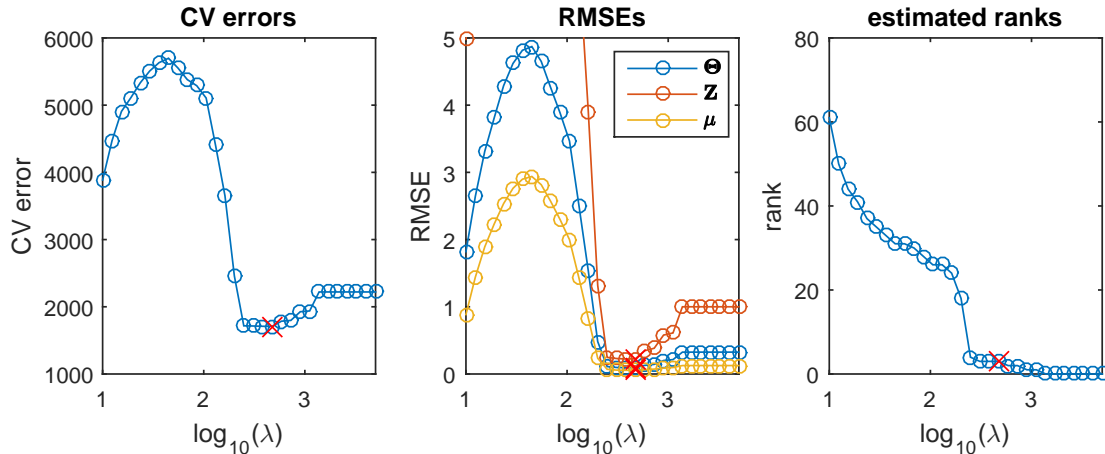 CV errors
6000
5000
4000
3000
2000
1000
CV error
1
2
3
log10(λ)
RMSEs
5
4
3
2
1
0
RMSE
Θ
Z
μ
1
2
3
log10(λ)
estimated ranks
80
60
40
20
0
rank
1
2
3
log10(λ)